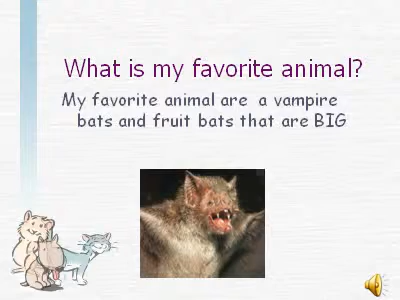 What is my favorite animal?
My favorite animal are a vampire
bats and fruit bats that are BIG